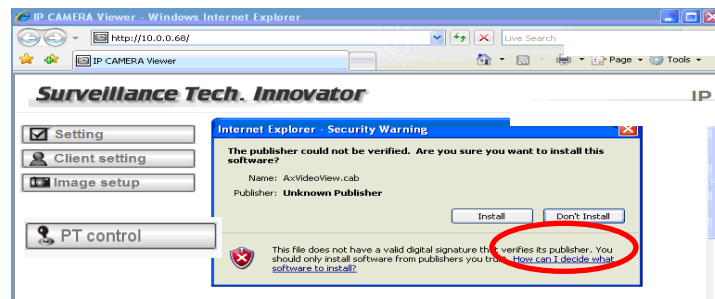 IP CAMERA Viewer - Windows Internet Explorer
http://10.0.0.68/
Live Search
IP CAMERA Viewer
Page
Tools
Surveillance Tech. Innovator
IP
Setting
Client setting
Image setup
PT control
Internet Explorer - Security Warning
The publisher could not be verified. Are you sure you want to install this
software?
Name: AxVideoView.cab
Publisher: Unknown Publisher
Install
Don't Install
This file does not have a valid digital signature that verifies its publisher. You
should only install software from publishers you trust. How can I decide what
software to install?